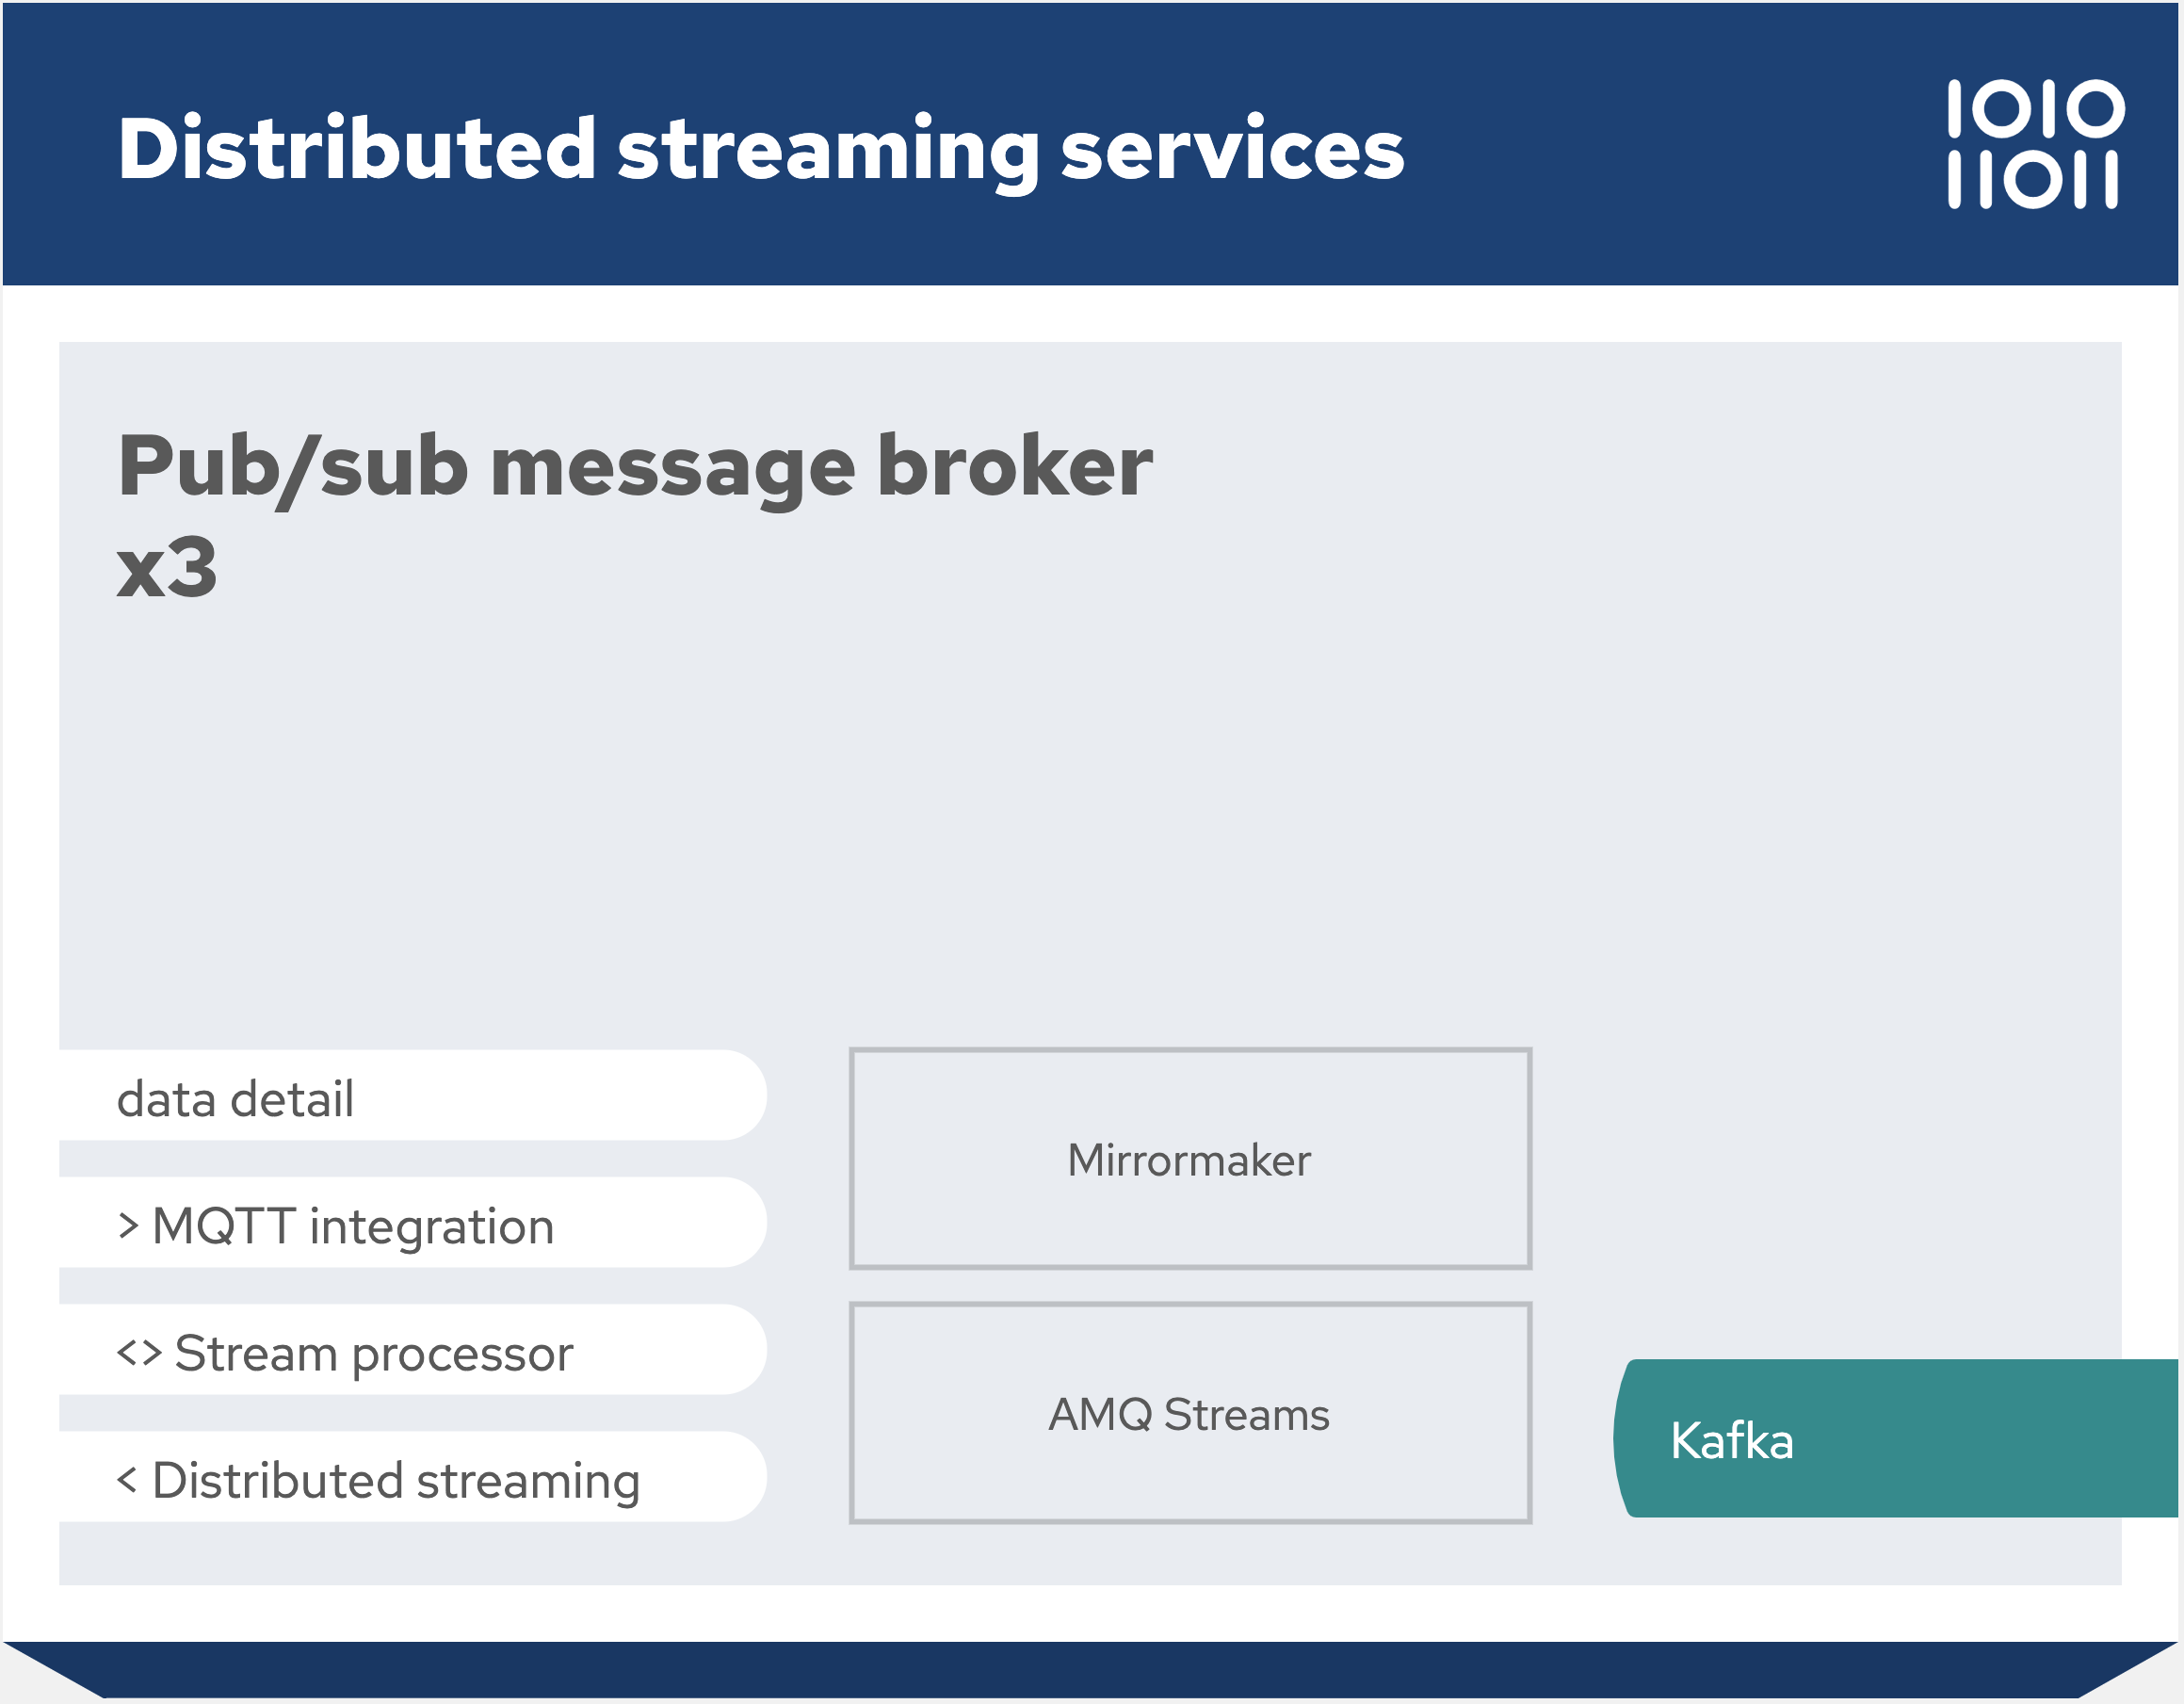 Distributed streaming services
1010
11011
Pub/sub message broker
x3
data detail
> MQTT integration
<> Stream processor
< Distributed streaming
Mirrormaker
AMQ Streams
Kafka